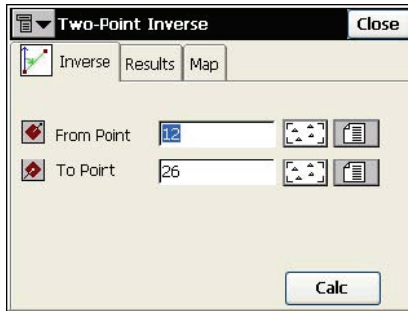 Two-Point Inverse Close
Inverse Results Map
From Point 12
To Point 26
Calc